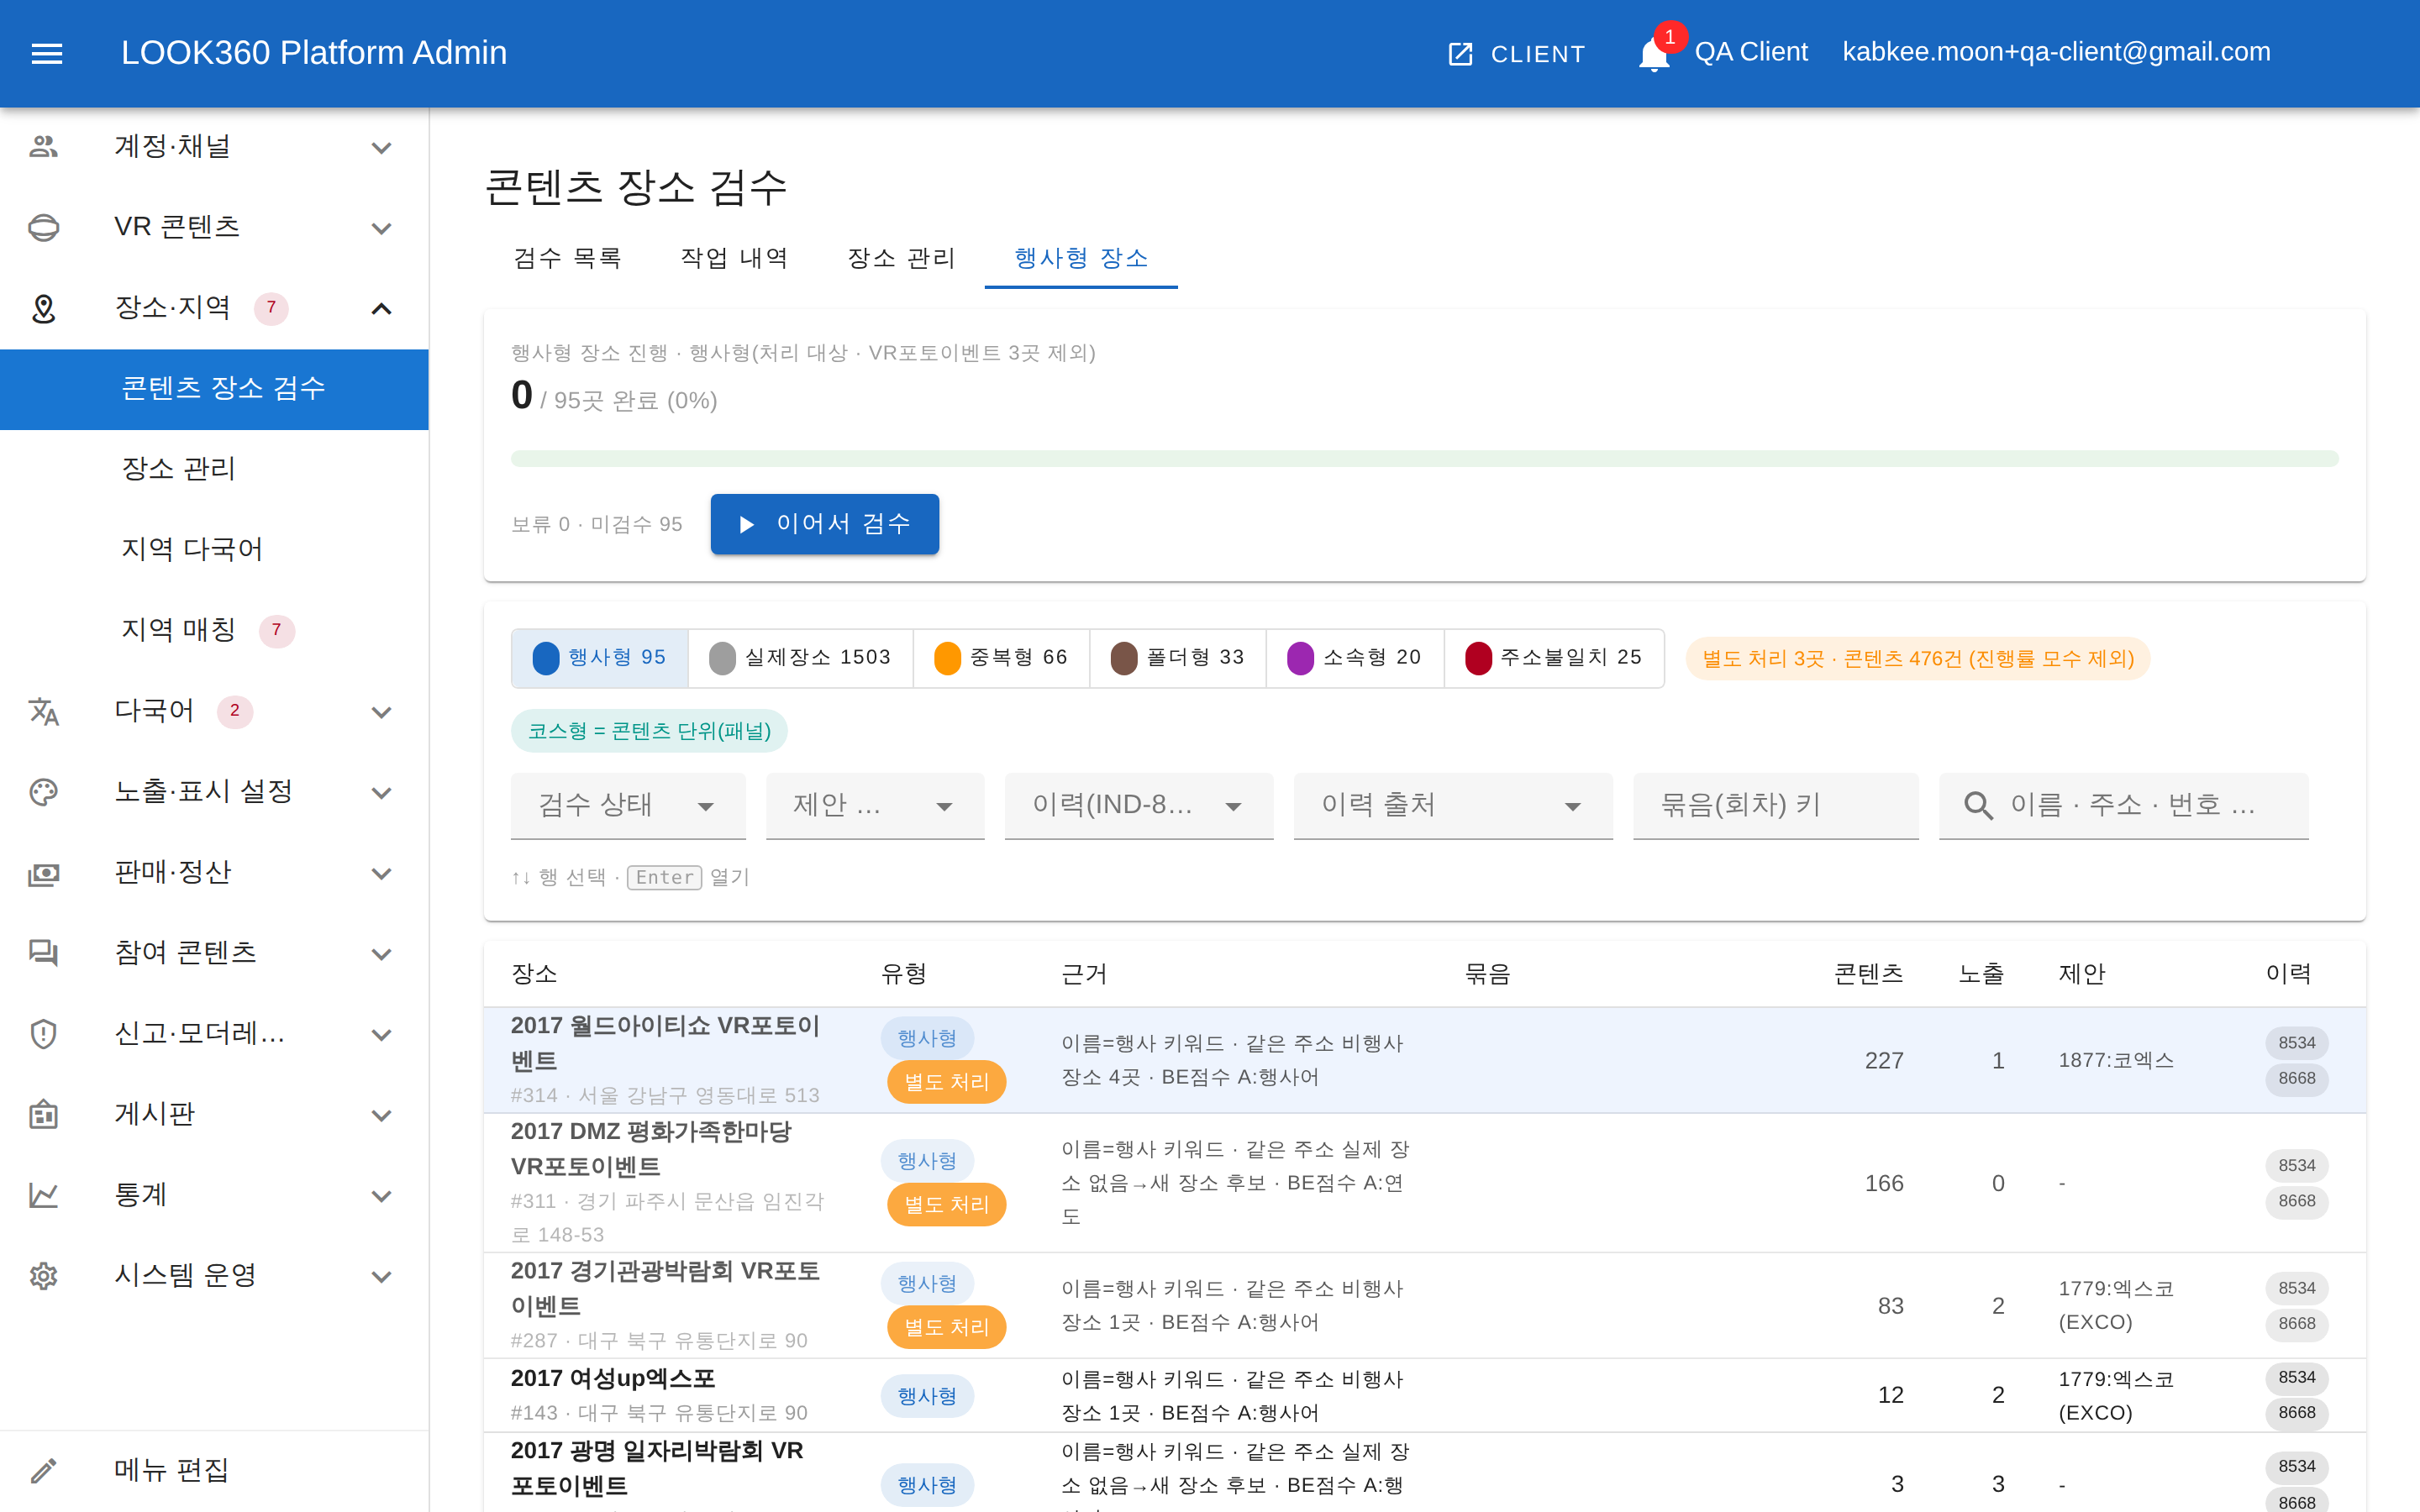 LOOK360 Platform Admin
CLIENT
1
QA Client
kabkee.moon+qa-client@gmail.com
계정·채널
VR 콘텐츠
장소·지역 7
콘텐츠 장소 검수
장소 관리
지역 다국어
지역 매칭 7
다국어 2
노출·표시 설정
판매·정산
참여 콘텐츠
신고·모더레…
게시판
통계
시스템 운영
메뉴 편집
콘텐츠 장소 검수
검수 목록 작업 내역 장소 관리 행사형 장소
행사형 장소 진행 · 행사형(처리 대상 · VR포토이벤트 3곳 제외)
0 / 95곳 완료 (0%)
보류 0 · 미검수 95
이어서 검수
행사형 95 실제장소 1503 중복형 66 폴더형 33 소속형 20 주소불일치 25
별도 처리 3곳 · 콘텐츠 476건 (진행률 모수 제외)
코스형 = 콘텐츠 단위(패널)
검수 상태 제안 … 이력(IND-8… 이력 출처 묶음(회차) 키 이름 · 주소 · 번호 …
↑↓ 행 선택 · Enter 열기
장소 유형 근거 묶음 콘텐츠 노출 제안 이력
2017 월드아이티쇼 VR포토이
벤트
#314 · 서울 강남구 영동대로 513
행사형
별도 처리
이름=행사 키워드 · 같은 주소 비행사
장소 4곳 · BE점수 A:행사어
227
1
1877:코엑스
8534
8668
2017 DMZ 평화가족한마당
VR포토이벤트
#311 · 경기 파주시 문산읍 임진각
로 148-53
행사형
별도 처리
이름=행사 키워드 · 같은 주소 실제 장
소 없음→새 장소 후보 · BE점수 A:연
도
166
0
-
8534
8668
2017 경기관광박람회 VR포토
이벤트
#287 · 대구 북구 유통단지로 90
행사형
별도 처리
이름=행사 키워드 · 같은 주소 비행사
장소 1곳 · BE점수 A:행사어
83
2
1779:엑스코
(EXCO)
8534
8668
2017 여성up엑스포
#143 · 대구 북구 유통단지로 90
행사형
이름=행사 키워드 · 같은 주소 비행사
장소 1곳 · BE점수 A:행사어
12
2
1779:엑스코
(EXCO)
8534
8668
2017 광명 일자리박람회 VR
포토이벤트
행사형
이름=행사 키워드 · 같은 주소 실제 장
소 없음→새 장소 후보 · BE점수 A:행
3
3
-
8534
8668